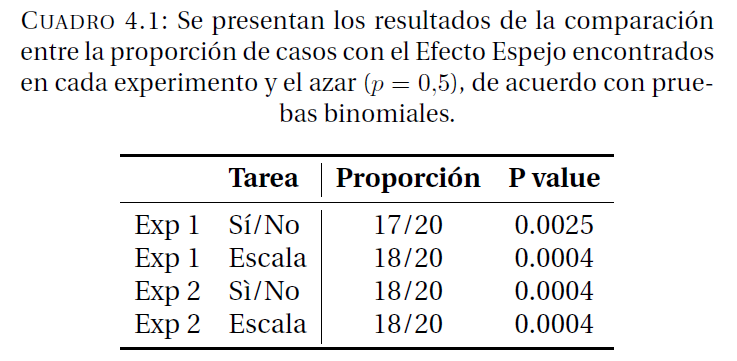 CUADRO 4.1: Se presentan los resultados de la comparación
entre la proporción de casos con el Efecto Espejo encontrados
en cada experimento y el azar (p = 0,5), de acuerdo con prue-
bas binomiales.
Tarea Proporción P value
Exp 1 Sí/No 17/20 0.0025
Exp 1 Escala 18/20 0.0004
Exp 2 Sì/No 18/20 0.0004
Exp 2 Escala 18/20 0.0004